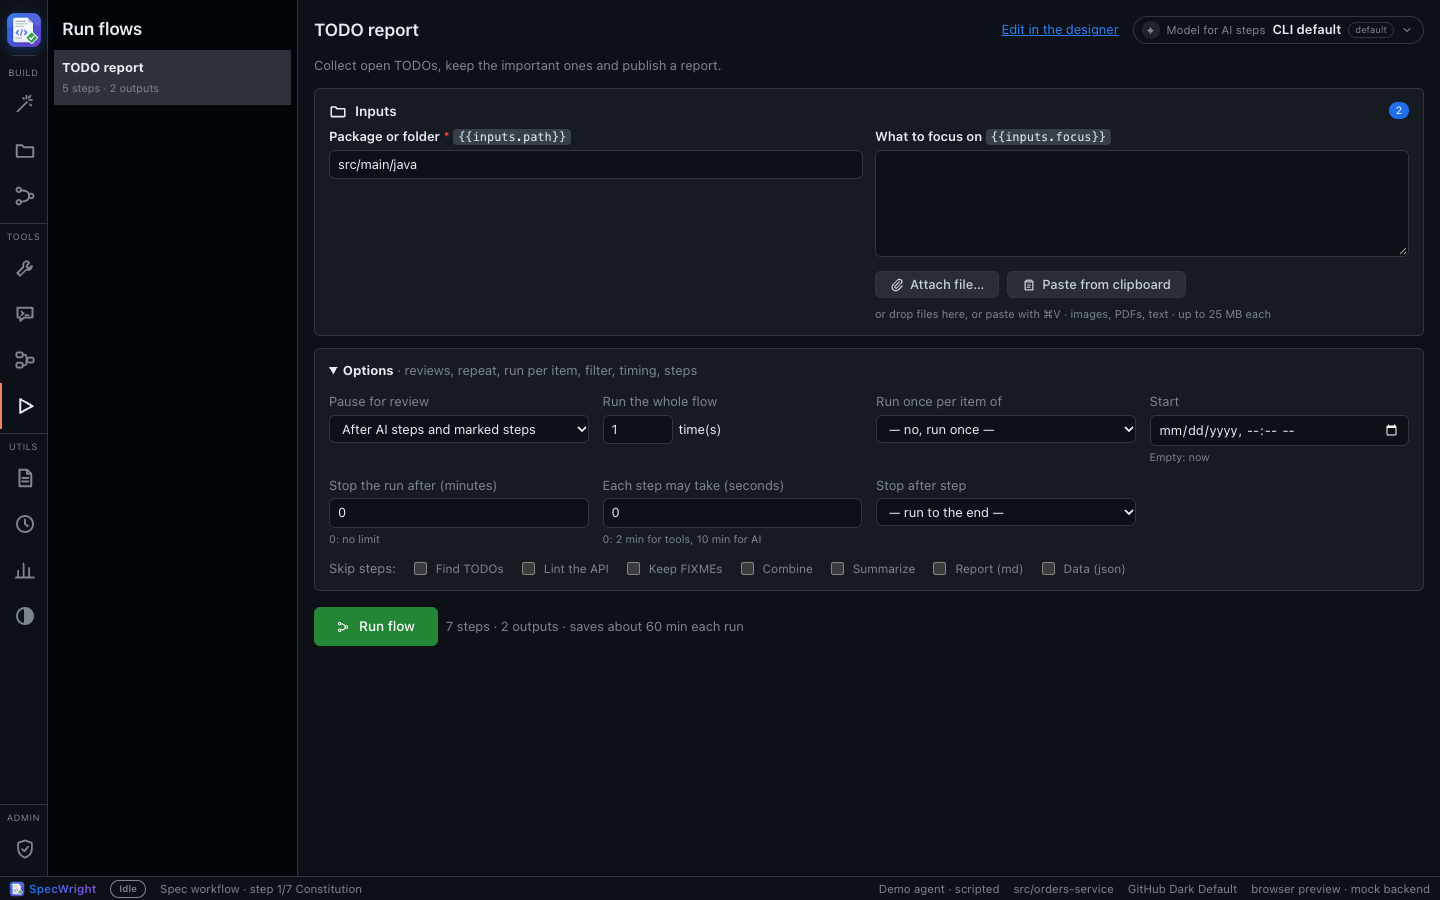 Run flows
TODO report
5 steps · 2 outputs
BUILD
TOOLS
UTILS
ADMIN
TODO report
Edit in the designer
Model for AI steps CLI default default
Collect open TODOs, keep the important ones and publish a report.
Inputs
2
Package or folder * {{inputs.path}}
src/main/java
What to focus on {{inputs.focus}}
Attach file...
Paste from clipboard
or drop files here, or paste with ⌘V · images, PDFs, text · up to 25 MB each
Options · reviews, repeat, run per item, filter, timing, steps
Pause for review
After AI steps and marked steps
Run the whole flow
1 time(s)
Run once per item of
— no, run once —
Start
mm/dd/yyyy, --:-- --
Empty: now
Stop the run after (minutes)
0
0: no limit
Each step may take (seconds)
0
0: 2 min for tools, 10 min for AI
Stop after step
— run to the end —
Skip steps: Find TODOs Lint the API Keep FIXMEs Combine Summarize Report (md) Data (json)
Run flow
7 steps · 2 outputs · saves about 60 min each run
SpecWright Idle Spec workflow · step 1/7 Constitution
Demo agent · scripted src/orders-service GitHub Dark Default browser preview · mock backend